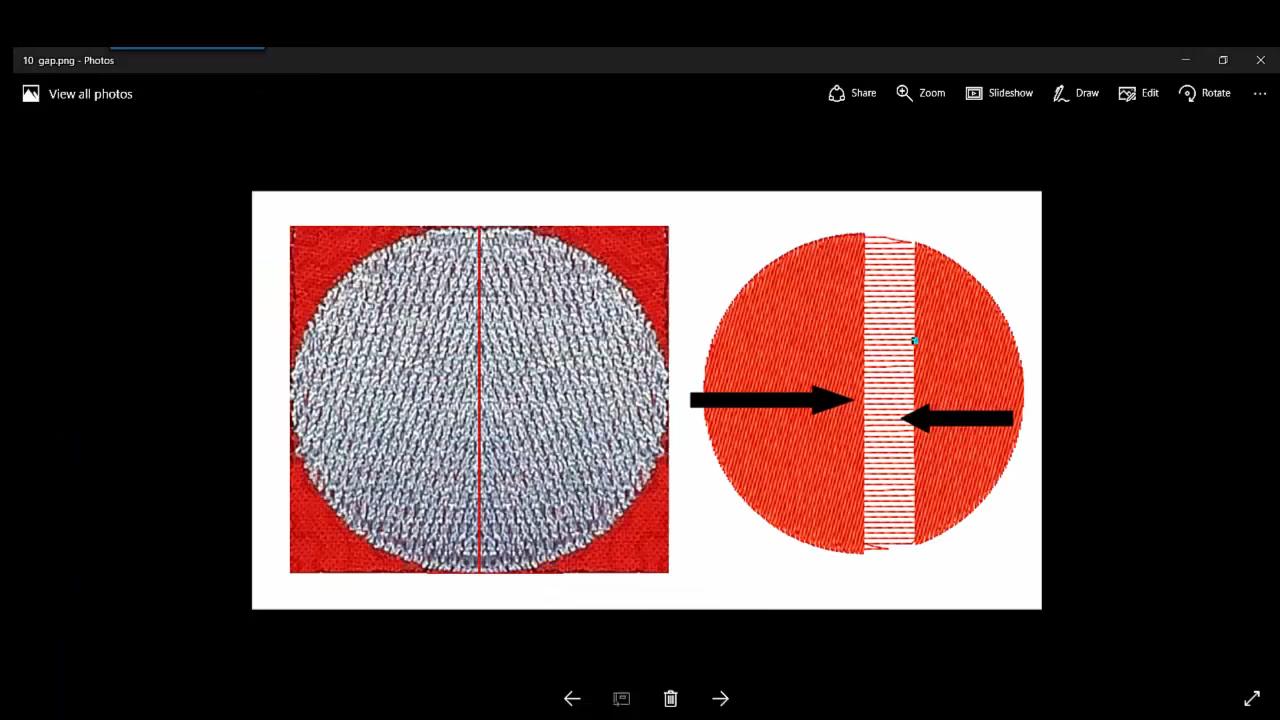 10 gap.png - Photos
View all photos
Share
Zoom
Slideshow
Draw
Edit
Rotate